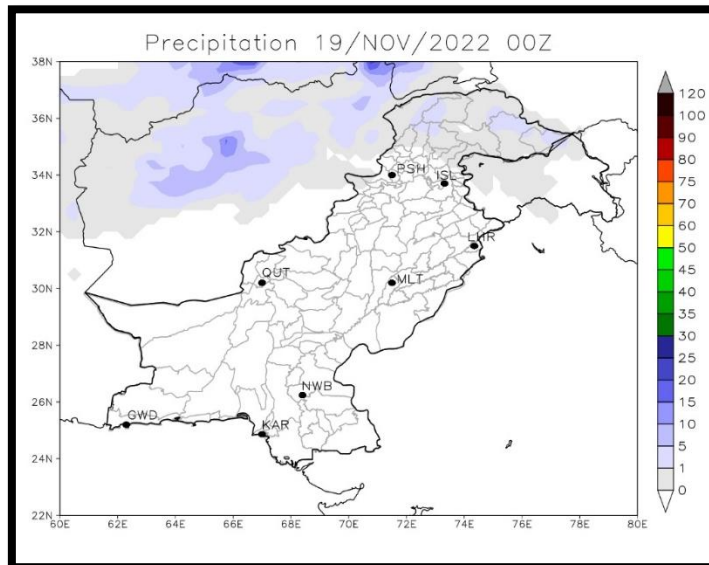 Precipitation 19/NOV/2022 00Z
38N
36N
34N
32N
30N
28N
26N
24N
22N
60E
62E
64E
66E
68E
70E
72E
74E
76E
78E
80E
PSH
ISL
LHR
QUT
MLT
NWB
GWD
KAR
120
100
90
80
75
70
60
50
45
40
35
30
25
20
15
10
5
1
0